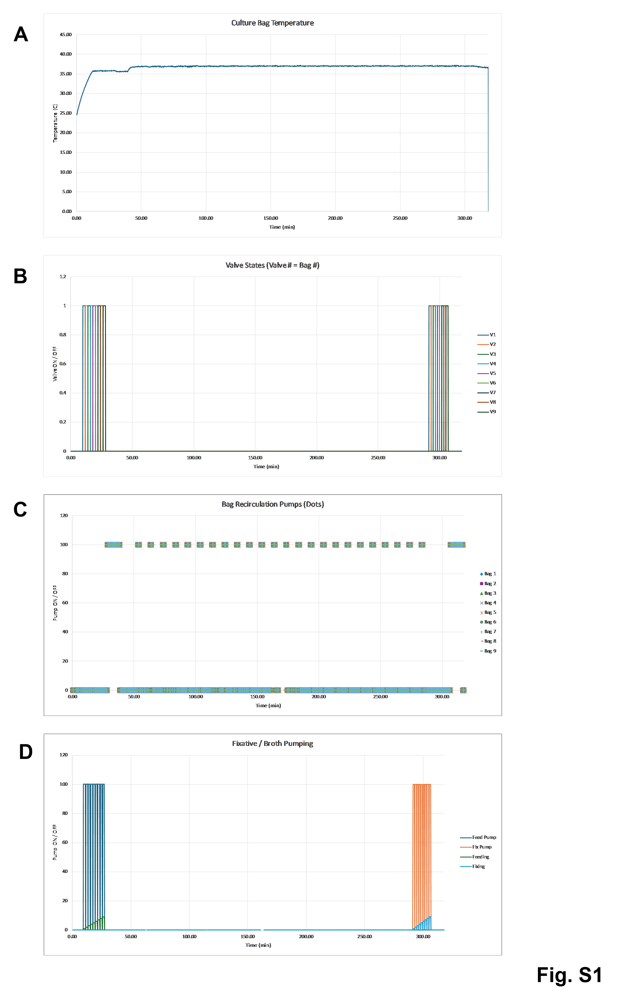 A
Culture Bag Temperature
45.00
40.00
35.00
30.00
25.00
20.00
15.00
10.00
5.00
0.00
Temperature (C)
0.00 50.00 100.00 150.00 200.00 250.00 300.00
Time (min)
B
Valve States (Valve # = Bag #)
1.2
1
0.8
0.6
0.4
0.2
0
Valve ON / OFF
0.00 50.00 100.00 150.00 200.00 250.00 300.00
Time (min)
V1
V2
V3
V4
V5
V6
V7
V8
V9
C
Bag Recirculation Pumps (Dots)
120
100
80
60
40
20
0
Pump ON / OFF
0.00 50.00 100.00 150.00 200.00 250.00 300.00
Time (min)
Bag 1
Bag 2
Bag 3
Bag 4
Bag 5
Bag 6
Bag 7
Bag 8
Bag 9
D
Fixative / Broth Pumping
120
100
80
60
40
20
0
Pump ON / OFF
0.00 50.00 100.00 150.00 200.00 250.00 300.00
Time (min)
Feed Pump
Fix Pump
Feeding
Fixing
Fig. S1